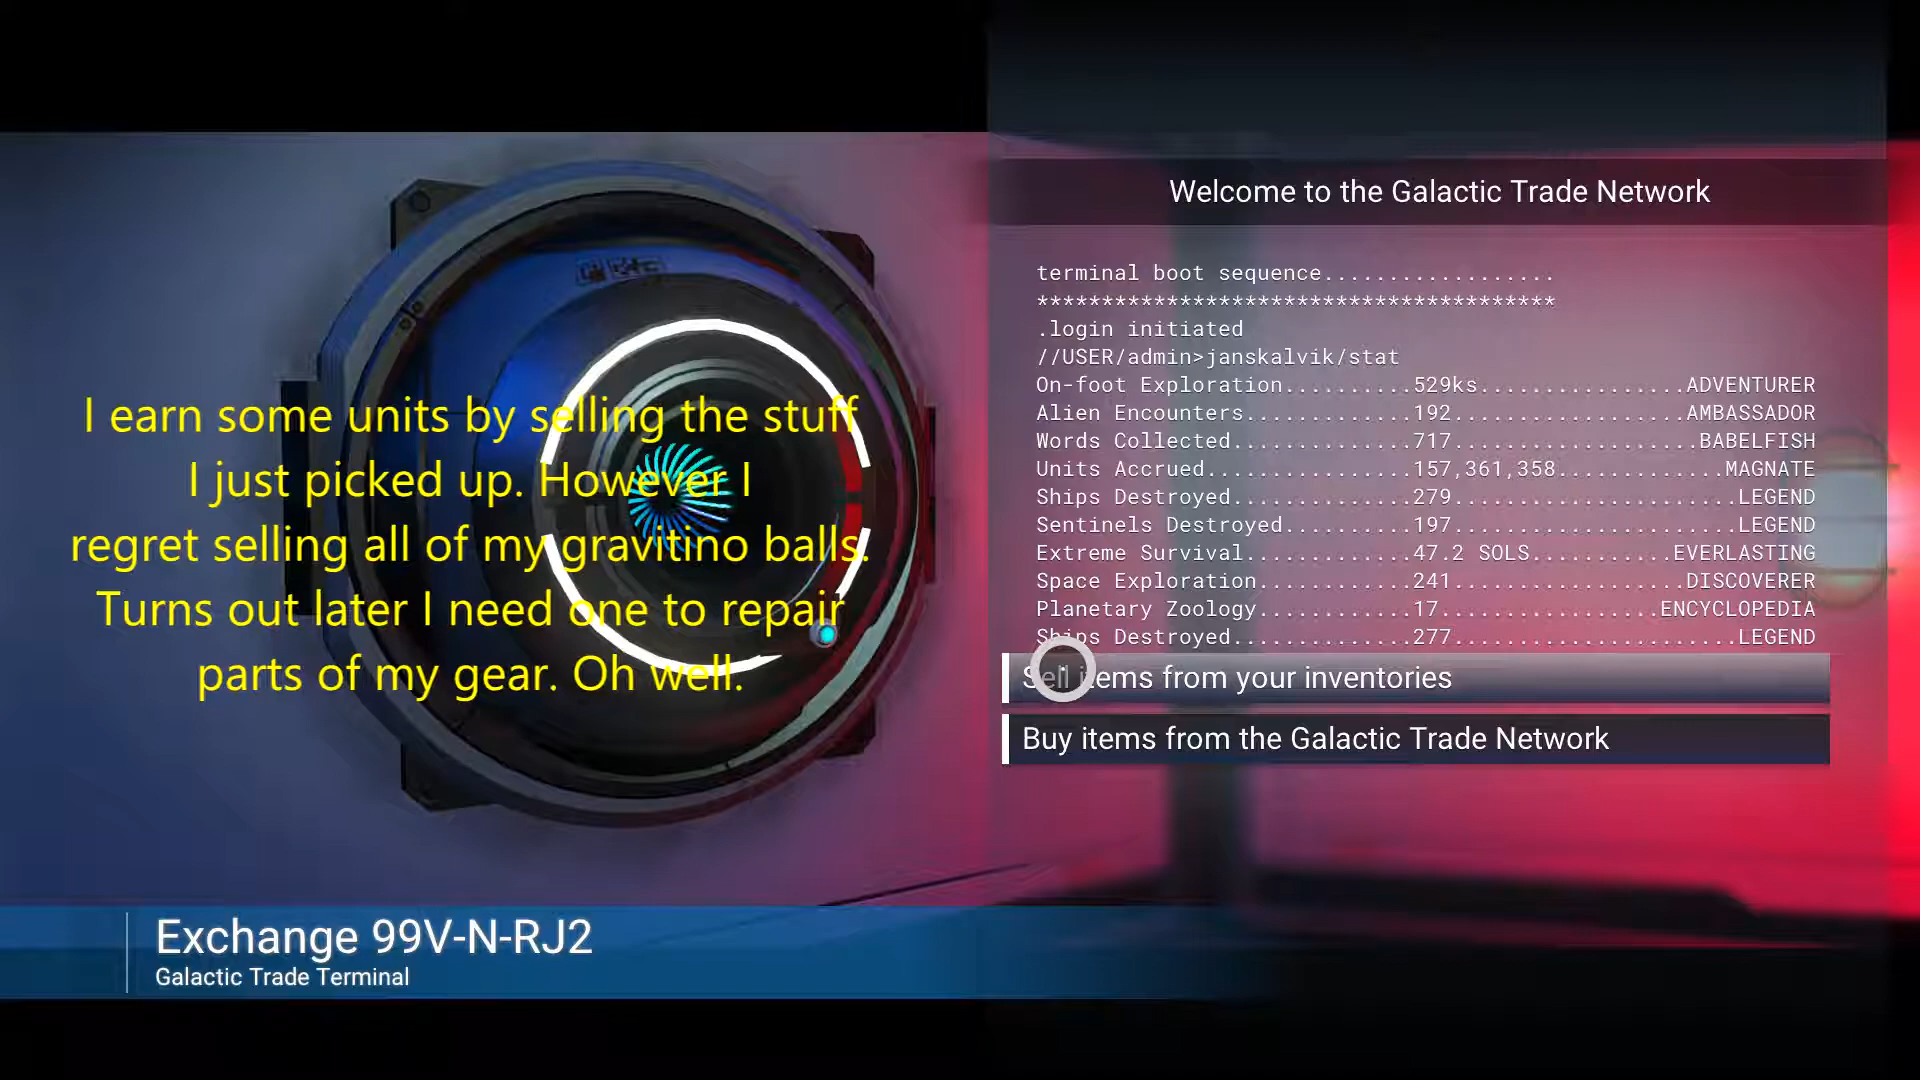 Welcome to the Galactic Trade Network
terminal boot sequence..................
****************************************
.login initiated
//USER/admin>janskalvik/stat
On-foot Exploration..........529ks................ADVENTURER
Alien Encounters.............192..................AMBASSADOR
Words Collected..............717...................BABELFISH
Units Accrued................157,361,358.............MAGNATE
Ships Destroyed..............279......................LEGEND
Sentinels Destroyed..........197......................LEGEND
Extreme Survival.............47.2 SOLS...........EVERLASTING
Space Exploration............241..................DISCOVERER
Planetary Zoology............17.................ENCYCLOPEDIA
Ships Destroyed..............277......................LEGEND
Sell items from your inventories
Buy items from the Galactic Trade Network
I earn some units by selling the stuff
I just picked up. However I
regret selling all of my gravitino balls.
Turns out later I need one to repair
parts of my gear. Oh well.
Exchange 99V-N-RJ2
Galactic Trade Terminal